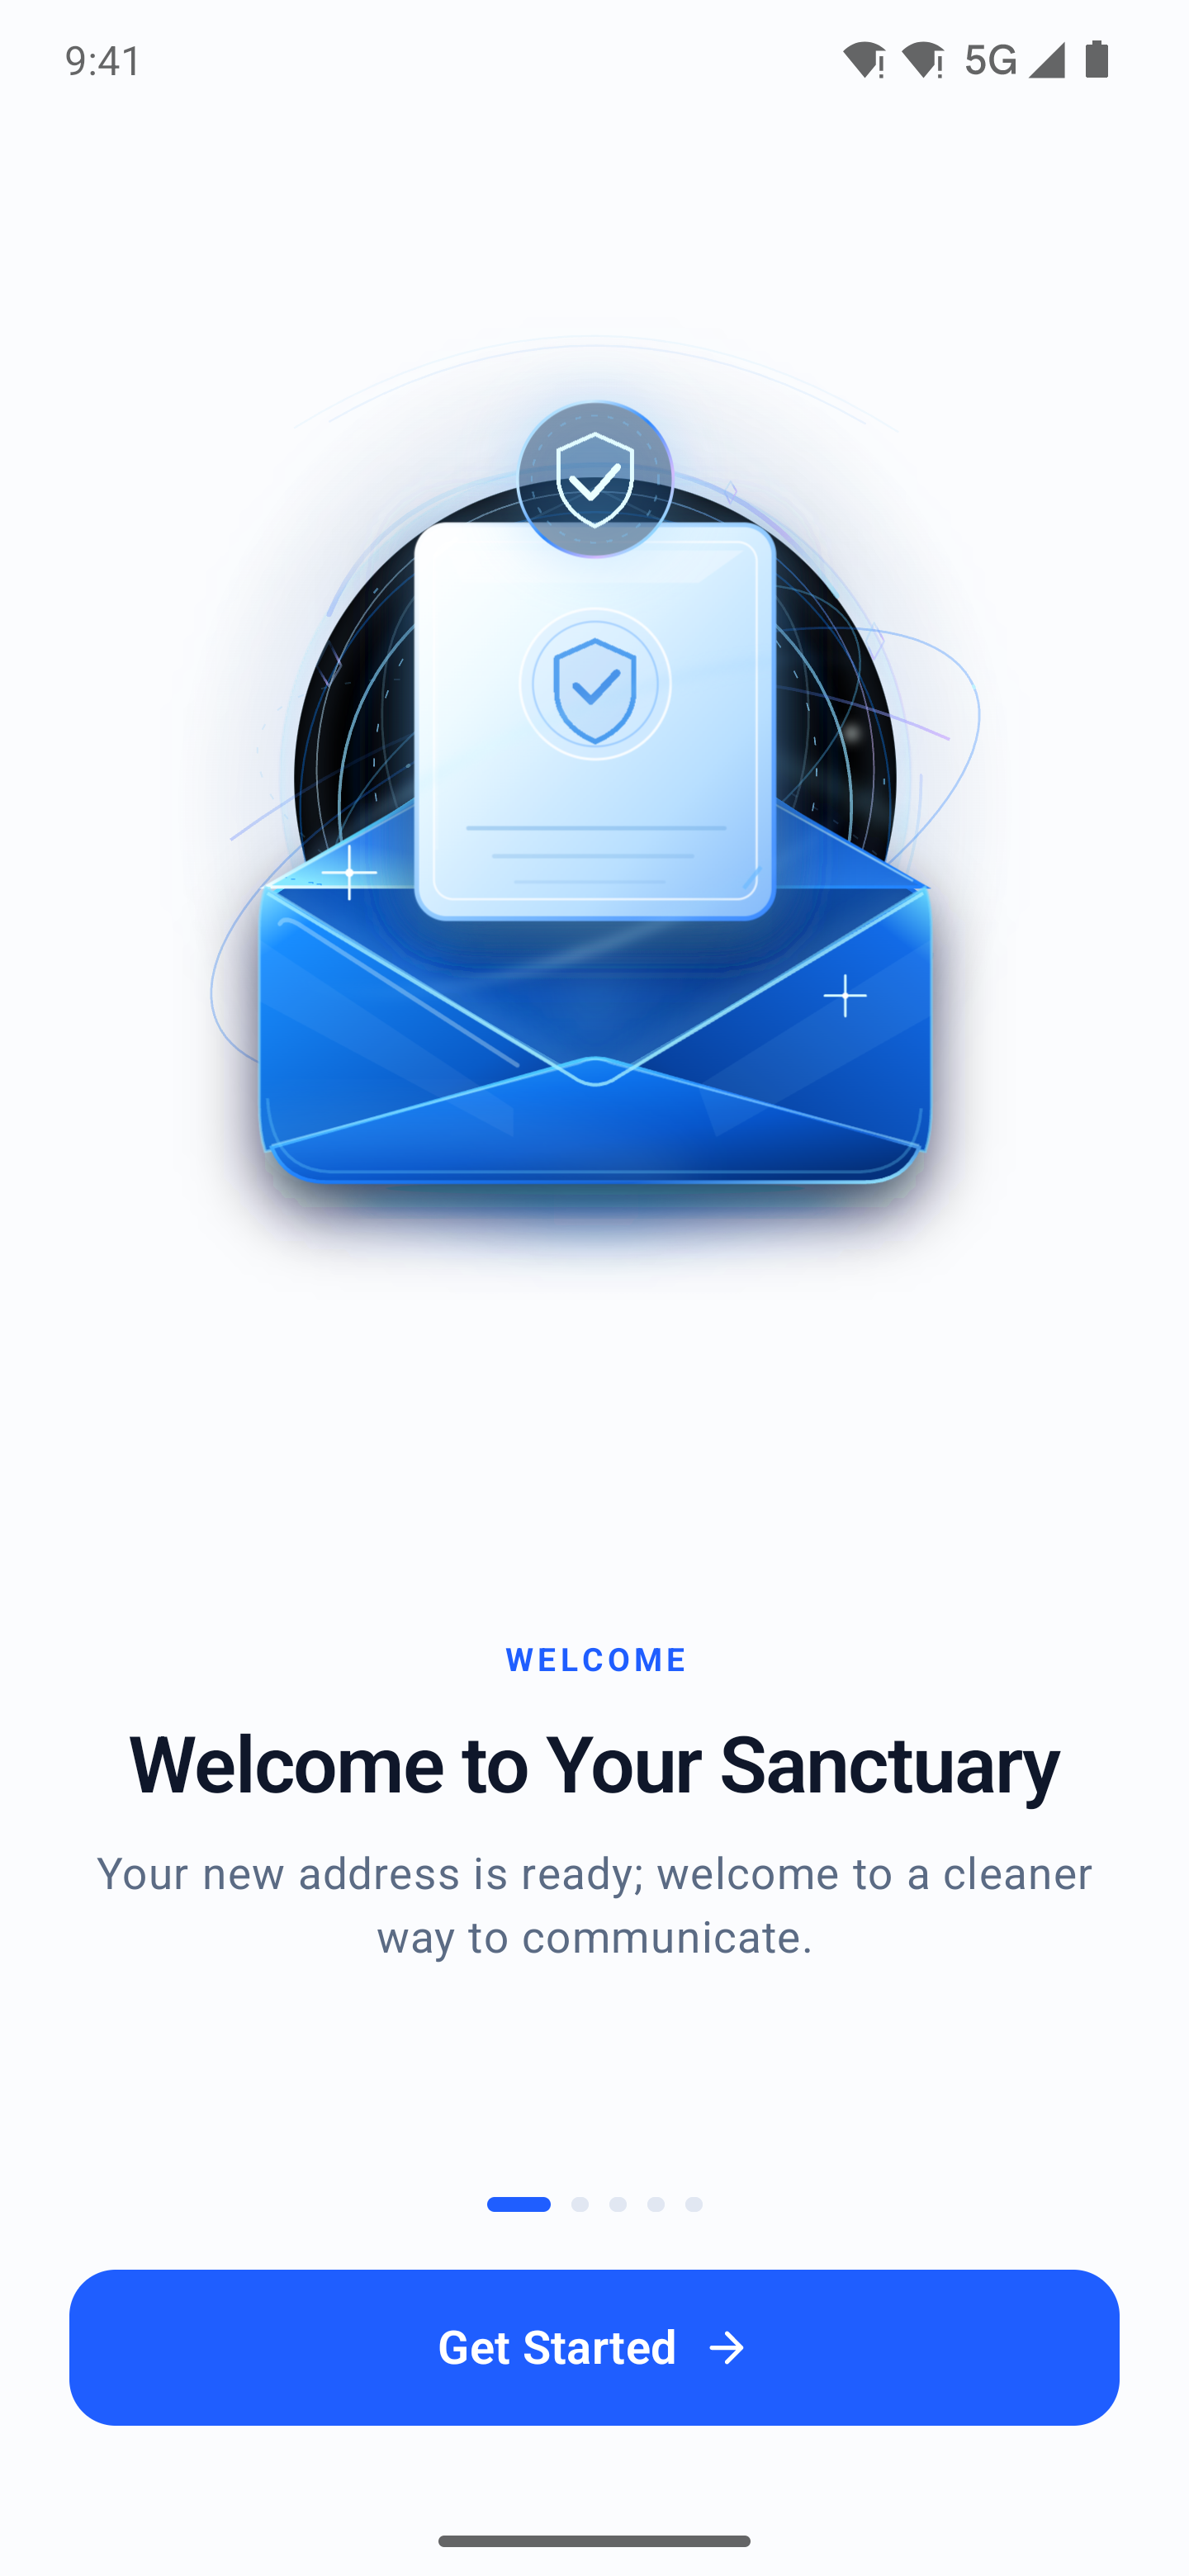 9:41
5G
WELCOME
Welcome to Your Sanctuary
Your new address is ready; welcome to a cleaner
way to communicate.
Get Started